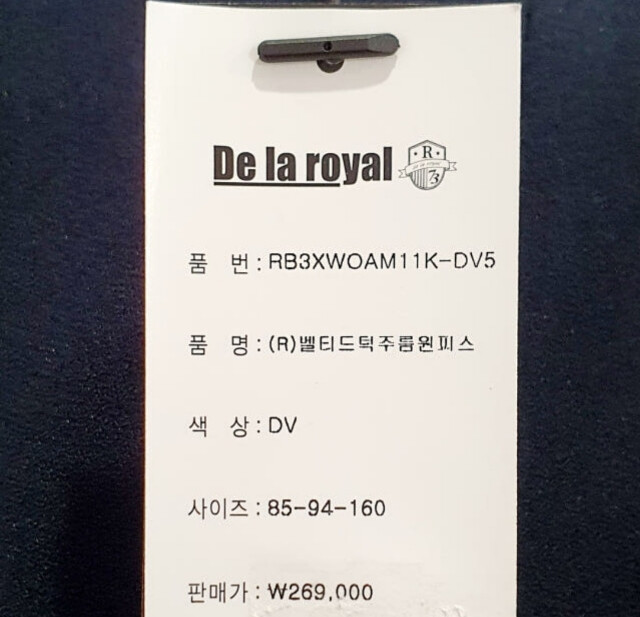 De la royal R
73
품 번 : RB3XWOAM11K-DV5
품 명 : (R)벨티드턱주름원피스
색 상 : DV
사이즈 : 85-94-160
판매가 : ₩269,000